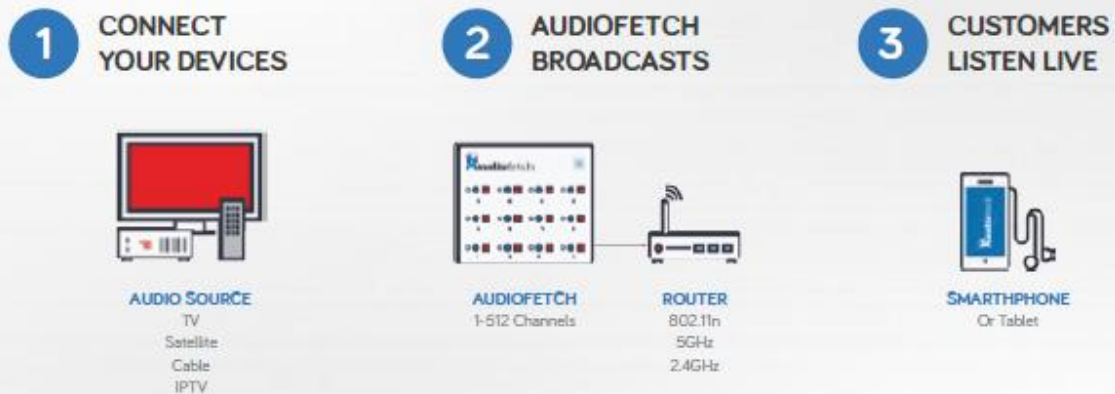 1
CONNECT
YOUR DEVICES
2
AUDIOFETCH
BROADCASTS
3
CUSTOMERS
LISTEN LIVE
audiofetch
AUDIO SOURCE
TV
Satellite
Cable
IPTV
AUDIOFETCH
1-512 Channels
ROUTER
802.11n
5GHz
2.4GHz
SMARTHPHONE
Or Tablet